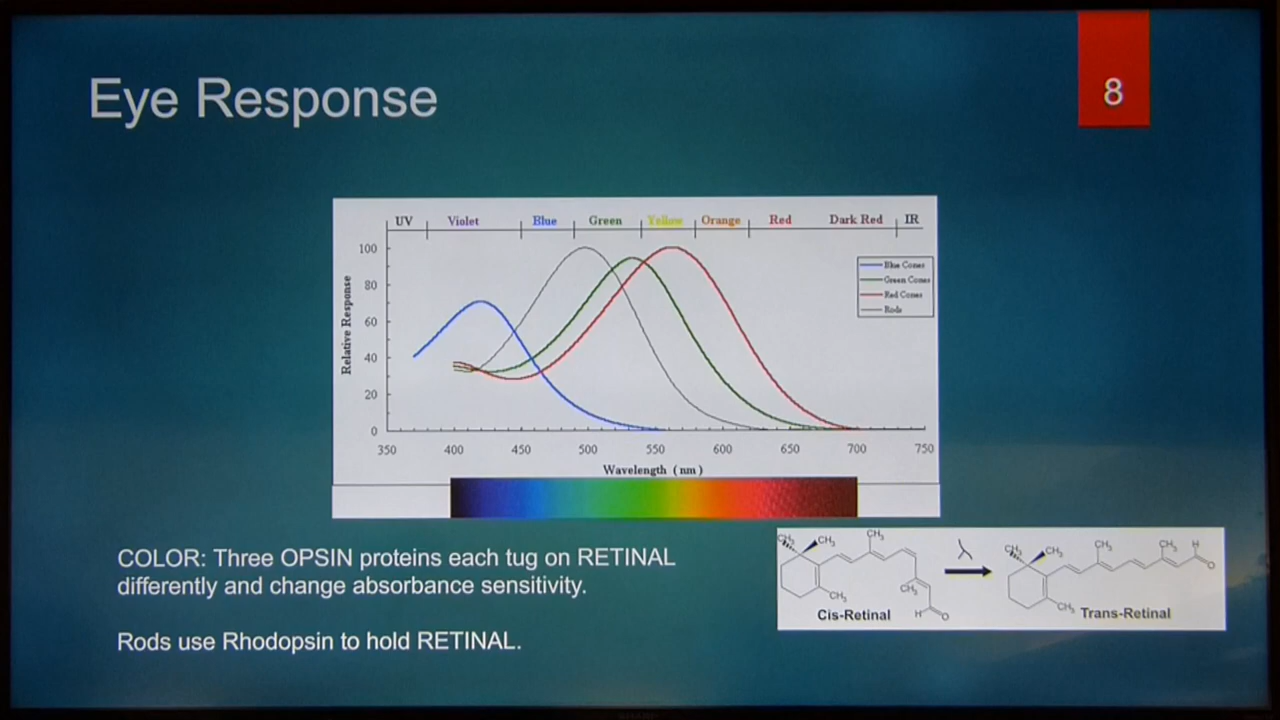 Eye Response
8
UV Violet Blue Green Yellow Orange Red Dark Red IR
Relative Response
100
80
60
40
20
0
Blue Cones
Green Cones
Red Cones
Rods
350 400 450 500 550 600 650 700 750
Wavelength ( nm )
COLOR: Three OPSIN proteins each tug on RETINAL
differently and change absorbance sensitivity.
Rods use Rhodopsin to hold RETINAL.
CH₃ CH₃ CH₃
CH₃ CH₃
H O
Cis-Retinal
λ
CH₃ CH₃ CH₃ CH₃ H
O
CH₃
Trans-Retinal